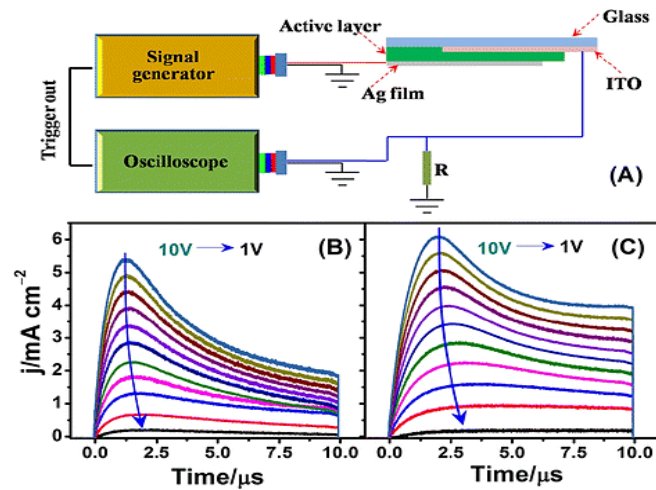 Active layer
Glass
Signal
generator
Ag film
ITO
Trigger out
Oscilloscope
R
(A)
10V → 1V (B)
10V → 1V (C)
j/mA cm⁻²
6
5
4
3
2
1
0
0.0 2.5 5.0 7.5 10.0
0.0 2.5 5.0 7.5 10.0
Time/μs
Time/μs